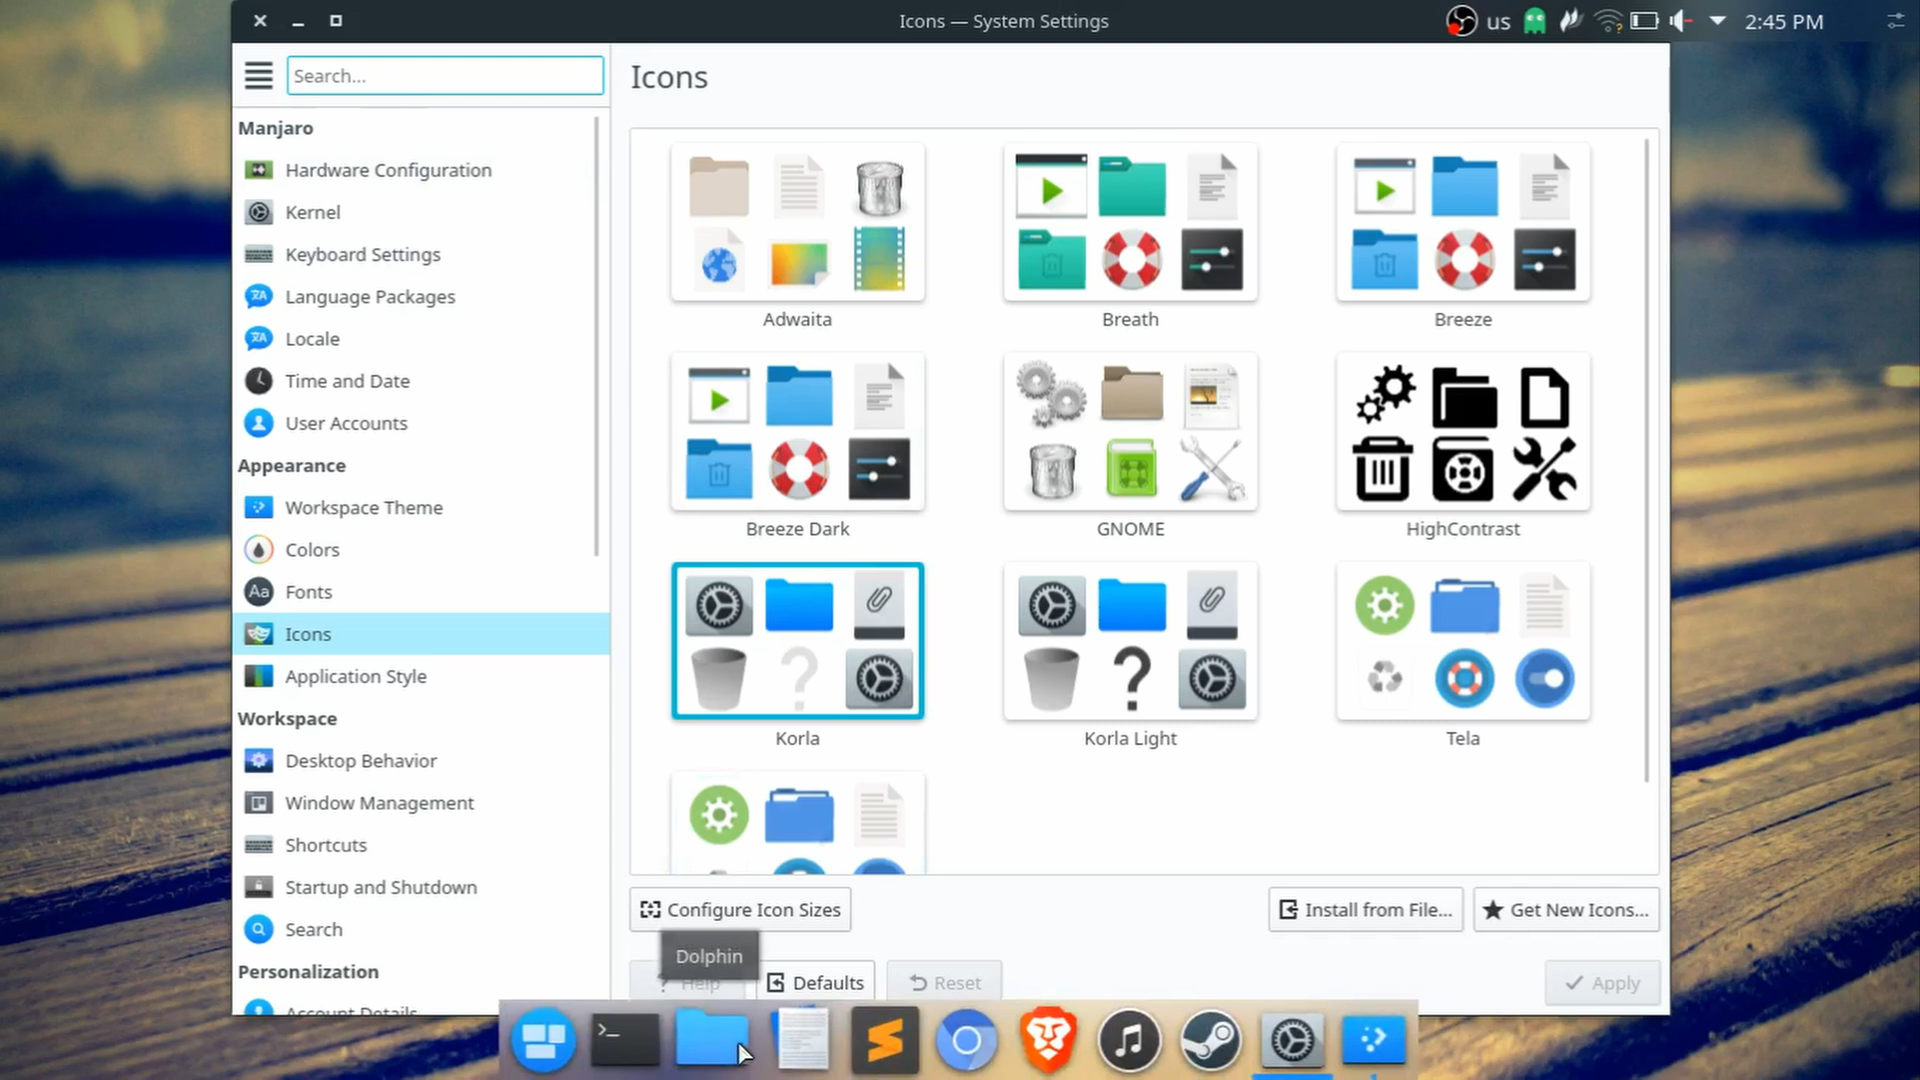 Icons — System Settings
us
2:45 PM
Search...
Manjaro
Hardware Configuration
Kernel
Keyboard Settings
Language Packages
Locale
Time and Date
User Accounts
Appearance
Workspace Theme
Colors
Fonts
Icons
Application Style
Workspace
Desktop Behavior
Window Management
Shortcuts
Startup and Shutdown
Search
Personalization
Account Details
Icons
Adwaita
Breath
Breeze
Breeze Dark
GNOME
HighContrast
Korla
Korla Light
Tela
Configure Icon Sizes
Install from File...
Get New Icons...
Dolphin
Help
Defaults
Reset
Apply